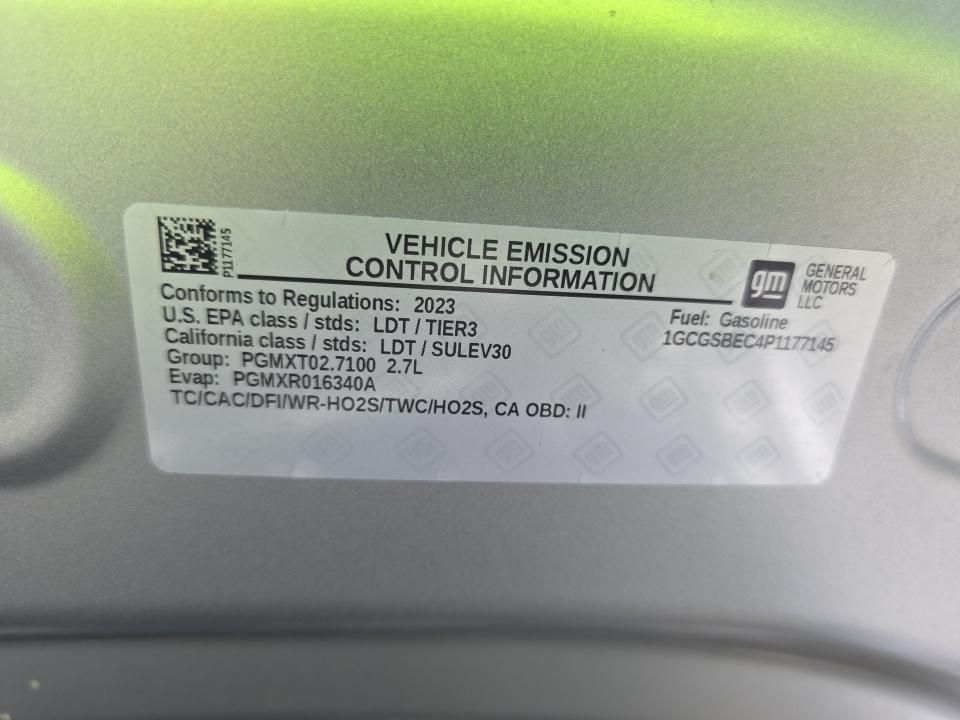 P1177145
VEHICLE EMISSION
CONTROL INFORMATION
gm
GENERAL
MOTORS
LLC
Conforms to Regulations: 2023
U.S. EPA class / stds: LDT / TIER3
California class / stds: LDT / SULEV30
Group: PGMXT02.7100 2.7L
Evap: PGMXR016340A
TC/CAC/DFI/WR-HO2S/TWC/HO2S, CA OBD: II
Fuel: Gasoline
1GCGSBEC4P1177145